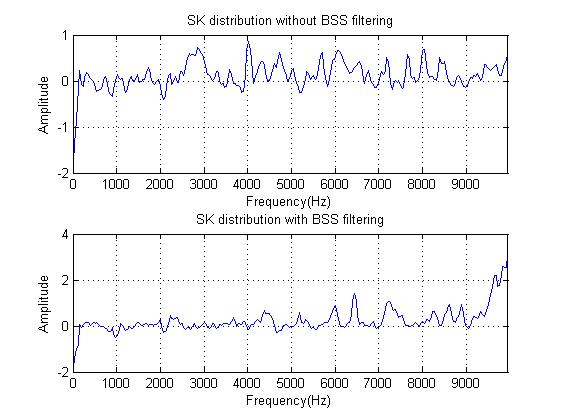 SK distribution without BSS filtering
1
0
-1
-2
Amplitude
0 1000 2000 3000 4000 5000 6000 7000 8000 9000
Frequency(Hz)
SK distribution with BSS filtering
4
2
0
-2
Amplitude
0 1000 2000 3000 4000 5000 6000 7000 8000 9000
Frequency(Hz)